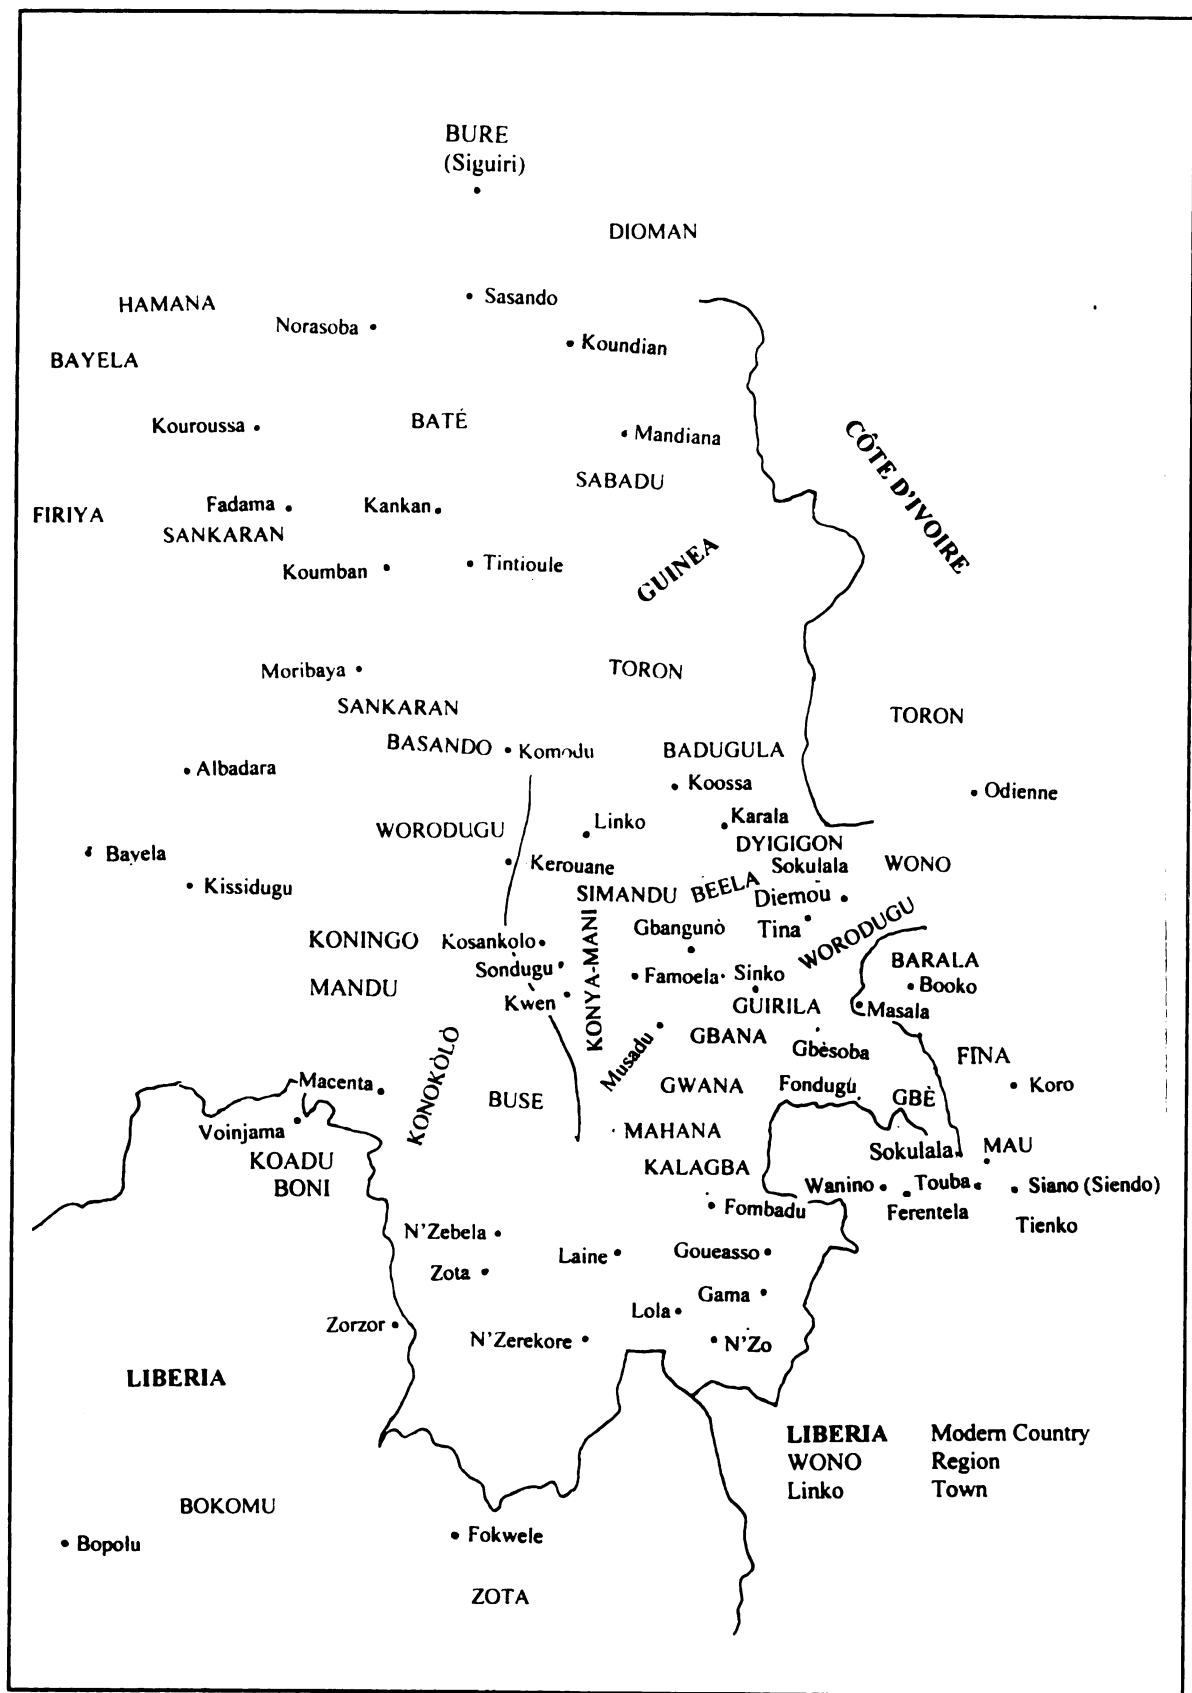 BURE
(Siguiri)
DIOMAN
HAMANA
Sasando
Norasoba
Koundian
BAYELA
Kouroussa
BATÉ
Mandiana
CÔTE D'IVOIRE
SABADU
FIRIYA
Fadama
Kankan
SANKARAN
Koumban
Tintioule
GUINEA
Moribaya
TORON
SANKARAN
TORON
BASANDO
Komodu
BADUGULA
Albadara
Koossa
Odienne
WORODUGU
Linko
Karala
DYIGIGON
Bayela
Kerouane
Sokulala
WONO
Kissidugu
SIMANDU
BEELA
Diemou
Gbangunò
Tina
WORODUGU
KONINGO
Kosankolo
KONYA-MANI
Sondugu
Famoela
Sinko
BARALA
MANDU
Kwen
Booko
GUIRILA
Masala
Musadu
GBANA
Gbèsoba
FINA
KONOKÒLÒ
Macenta
BUSE
GWANA
Fondugu
GBÈ
Koro
Voinjama
MAHANA
Sokulala
MAU
KOADU
BONI
KALAGBA
Wanino
Touba
Siano (Siendo)
Fombadu
Ferentela
Tienko
N'Zebela
Laine
Goueasso
Zota
Gama
Lola
Zorzor
N'Zerekore
N'Zo
LIBERIA
LIBERIA Modern Country
WONO Region
Linko Town
BOKOMU
Bopolu
Fokwele
ZOTA